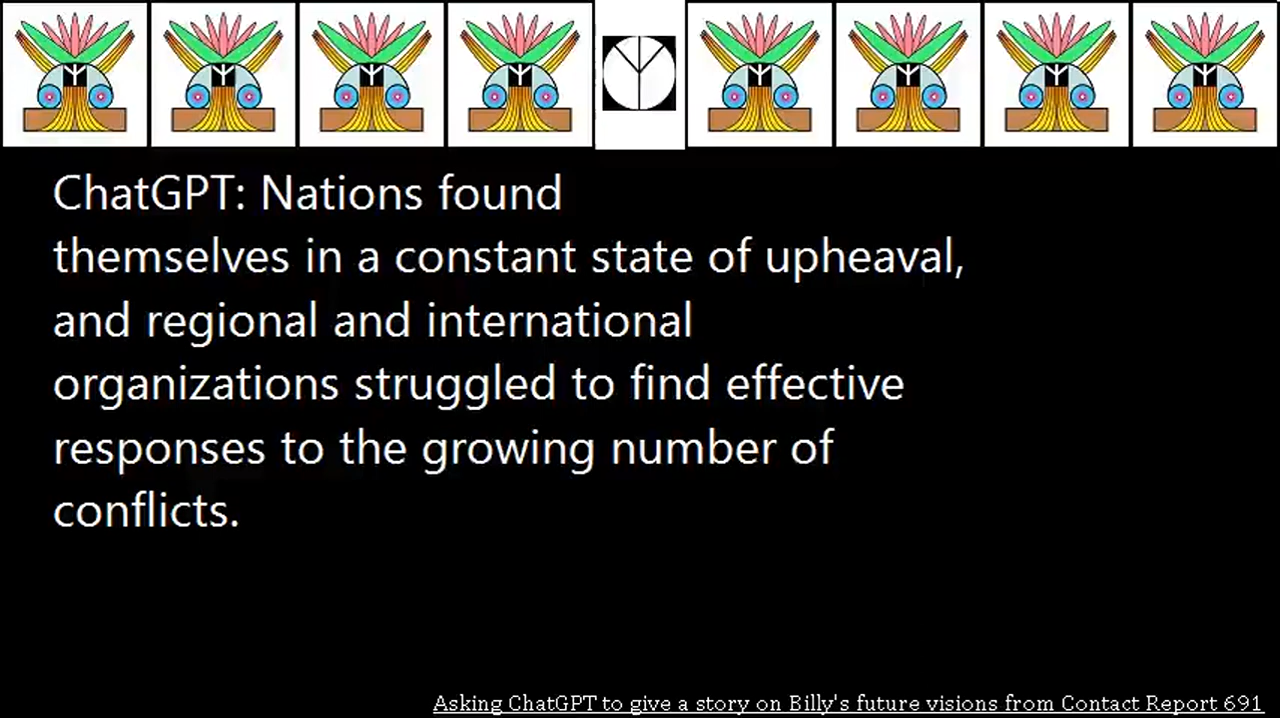 ChatGPT: Nations found
themselves in a constant state of upheaval,
and regional and international
organizations struggled to find effective
responses to the growing number of
conflicts.
Asking ChatGPT to give a story on Billy's future visions from Contact Report 691